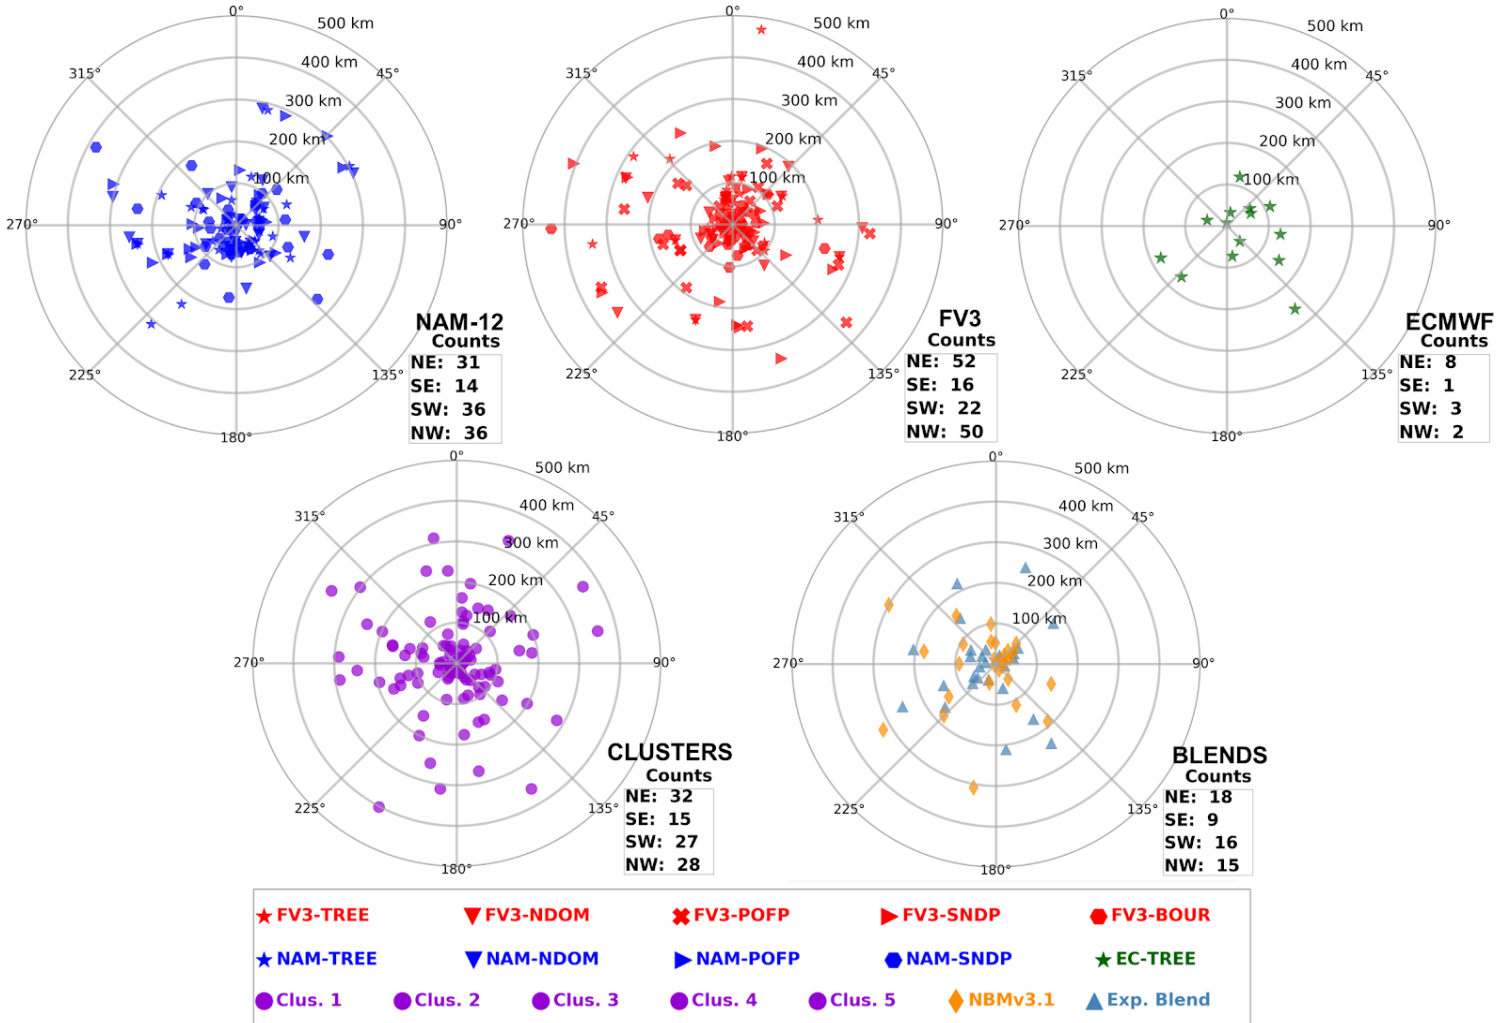 0°
500 km
400 km
300 km
200 km
100 km
315°
45°
270°
90°
225°
135°
180°
NAM-12
Counts
NE: 31
SE: 14
SW: 36
NW: 36
0°
500 km
400 km
300 km
200 km
100 km
315°
45°
270°
90°
225°
135°
180°
FV3
Counts
NE: 52
SE: 16
SW: 22
NW: 50
0°
500 km
400 km
300 km
200 km
100 km
315°
45°
270°
90°
225°
135°
180°
ECMWF
Counts
NE: 8
SE: 1
SW: 3
NW: 2
0°
500 km
400 km
300 km
200 km
100 km
315°
45°
270°
90°
225°
135°
180°
CLUSTERS
Counts
NE: 32
SE: 15
SW: 27
NW: 28
0°
500 km
400 km
300 km
200 km
100 km
315°
45°
270°
90°
225°
135°
180°
BLENDS
Counts
NE: 18
SE: 9
SW: 16
NW: 15
FV3-TREE FV3-NDOM FV3-POFP FV3-SNDP FV3-BOUR
NAM-TREE NAM-NDOM NAM-POFP NAM-SNDP EC-TREE
Clus. 1 Clus. 2 Clus. 3 Clus. 4 Clus. 5 NBMv3.1 Exp. Blend